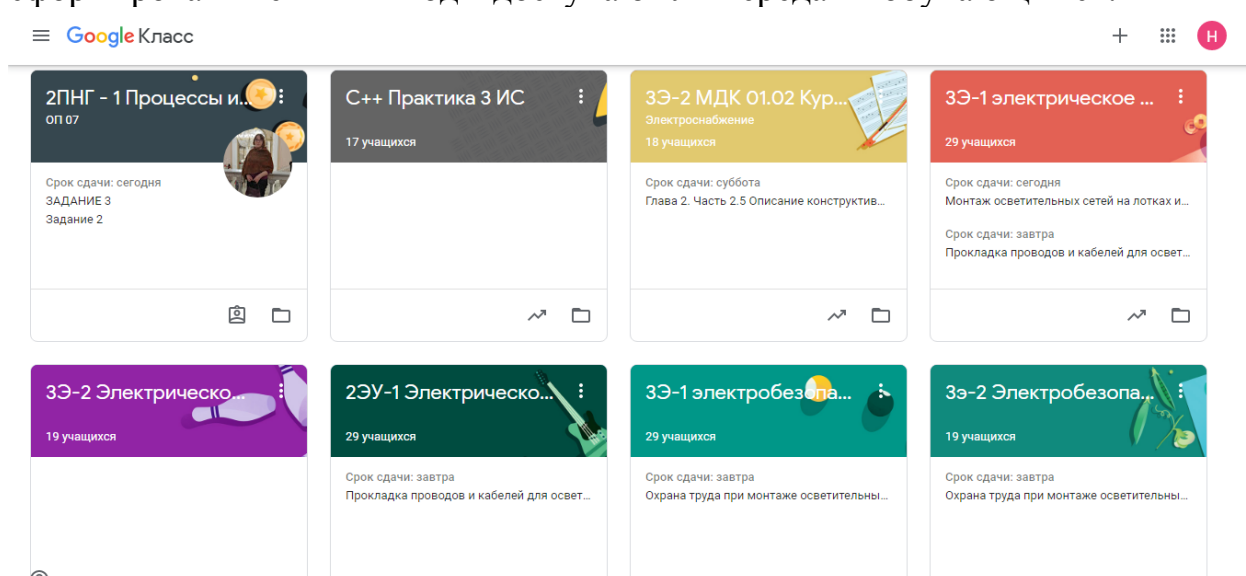 Google Класс
Н
2ПНГ - 1 Процессы и...
ОП 07
Срок сдачи: сегодня
ЗАДАНИЕ 3
Задание 2
С++ Практика 3 ИС
17 учащихся
3Э-2 МДК 01.02 Кур...
Электроснабжение
18 учащихся
Срок сдачи: суббота
Глава 2. Часть 2.5 Описание конструктив...
3Э-1 электрическое ...
29 учащихся
Срок сдачи: сегодня
Монтаж осветительных сетей на лотках и...
Срок сдачи: завтра
Прокладка проводов и кабелей для освет...
3Э-2 Электрическо...
19 учащихся
2ЭУ-1 Электрическо...
29 учащихся
Срок сдачи: завтра
Прокладка проводов и кабелей для освет...
3Э-1 электробезопа...
29 учащихся
Срок сдачи: завтра
Охрана труда при монтаже осветительны...
3э-2 Электробезопа...
19 учащихся
Срок сдачи: завтра
Охрана труда при монтаже осветительны...